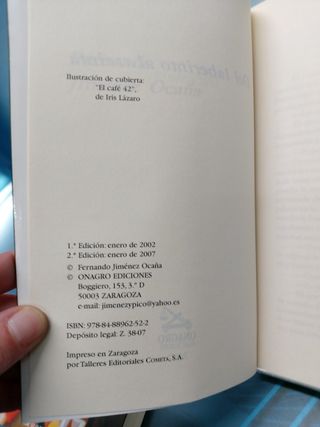 Ilustración de cubierta:
"El café 42",
de Iris Lázaro
1.ª Edición: enero de 2002
2.ª Edición: enero de 2007
© Fernando Jiménez Ocaña
© ONAGRO EDICIONES
Boggiero, 153, 3.º D
50003 ZARAGOZA
e-mail: jimenezypico@yahoo.es
ISBN: 978-84-88962-52-2
Depósito legal: Z. 38-07
Impreso en Zaragoza
por Talleres Editoriales COMETA, S.A.